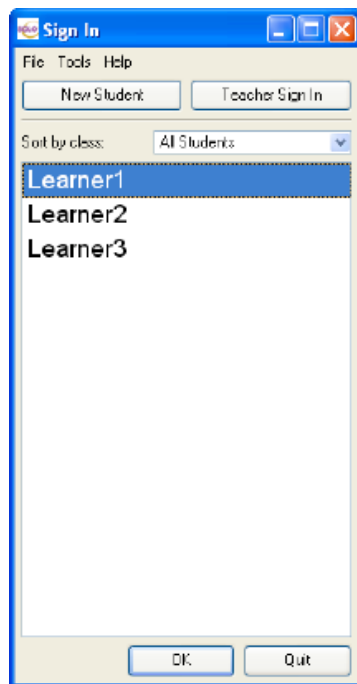 Sign In
File Tools Help
New Student Teacher Sign In
Sort by class: All Students
Learner1
Learner2
Learner3
OK Quit